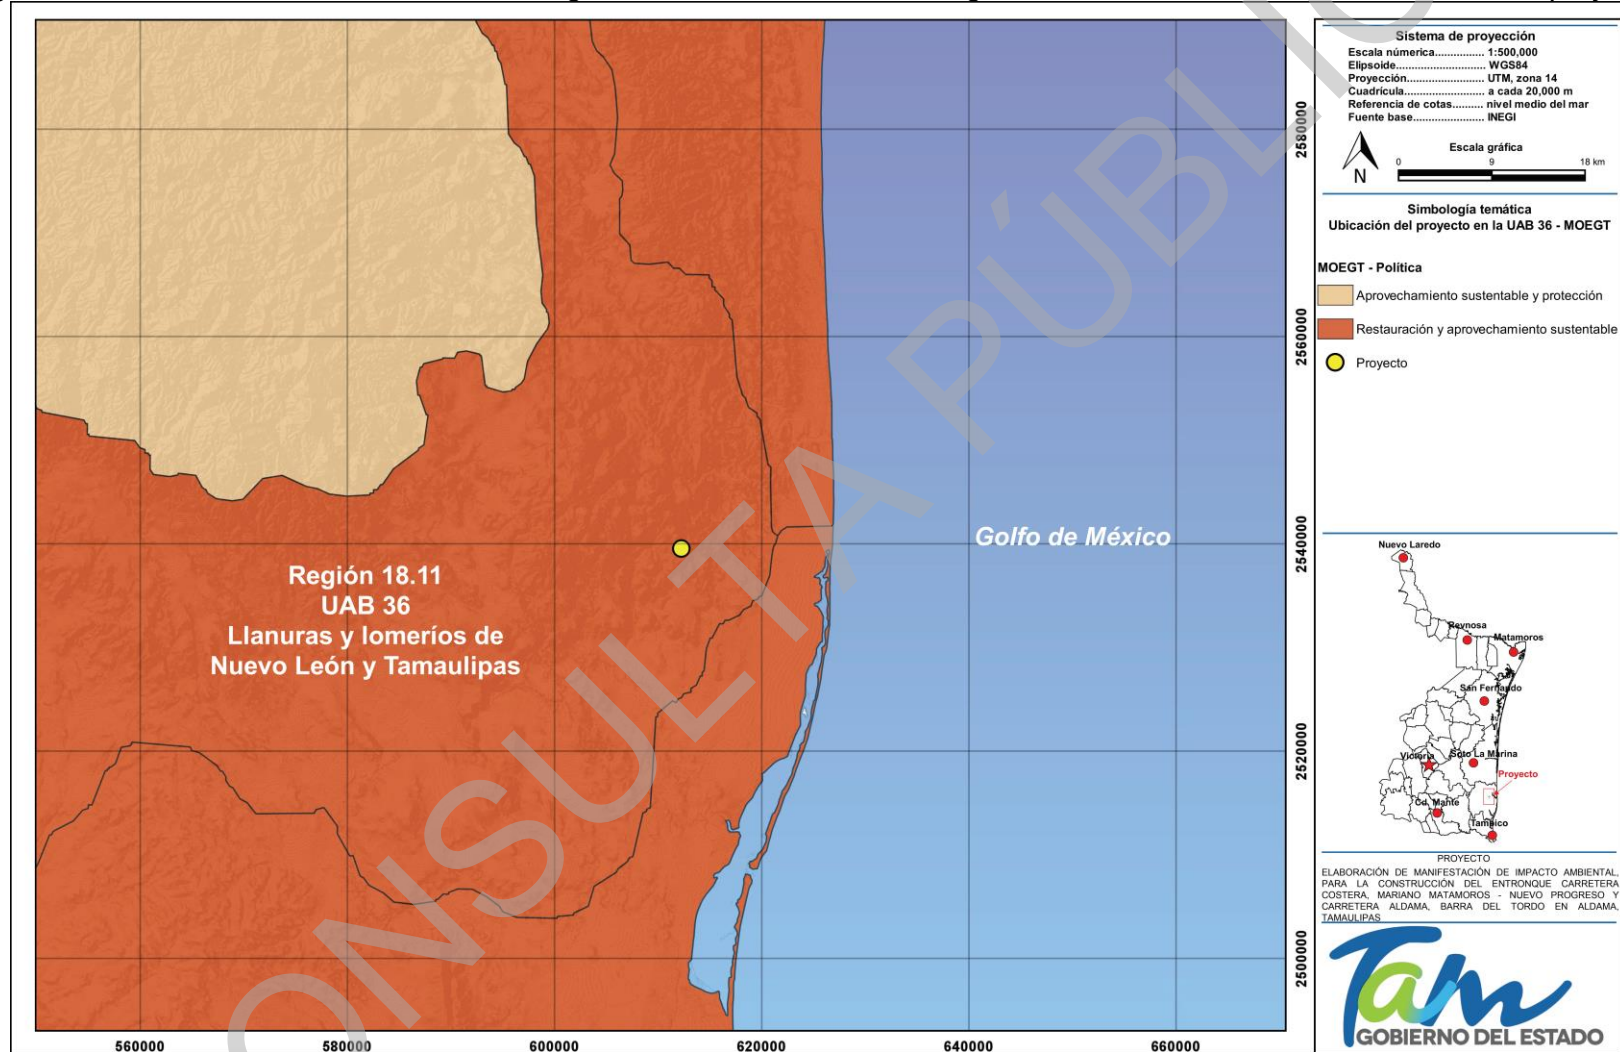 Sistema de proyección
Escala númerica................ 1:500,000
Elipsoide........................... WGS84
Proyección....................... UTM, zona 14
Cuadrícula........................ a cada 20,000 m
Referencia de cotas.......... nivel medio del mar
Fuente base...................... INEGI
Escala gráfica
0 9 18 km
N
Simbología temática
Ubicación del proyecto en la UAB 36 - MOEGT
MOEGT - Política
Aprovechamiento sustentable y protección
Restauración y aprovechamiento sustentable
Proyecto
Golfo de México
Región 18.11
UAB 36
Llanuras y lomeríos de
Nuevo León y Tamaulipas
2580000
2560000
2540000
2520000
2500000
560000 580000 600000 620000 640000 660000
Nuevo Laredo
Reynosa
Matamoros
San Fernando
Victoria
Soto La Marina
Proyecto
Cd. Mante
Tampico
PROYECTO
ELABORACIÓN DE MANIFESTACIÓN DE IMPACTO AMBIENTAL,
PARA LA CONSTRUCCIÓN DEL ENTRONQUE CARRETERA
COSTERA, MARIANO MATAMOROS - NUEVO PROGRESO Y
CARRETERA ALDAMA, BARRA DEL TORDO EN ALDAMA,
TAMAULIPAS
Tam
GOBIERNO DEL ESTADO
CONSULTA PÚBLIC